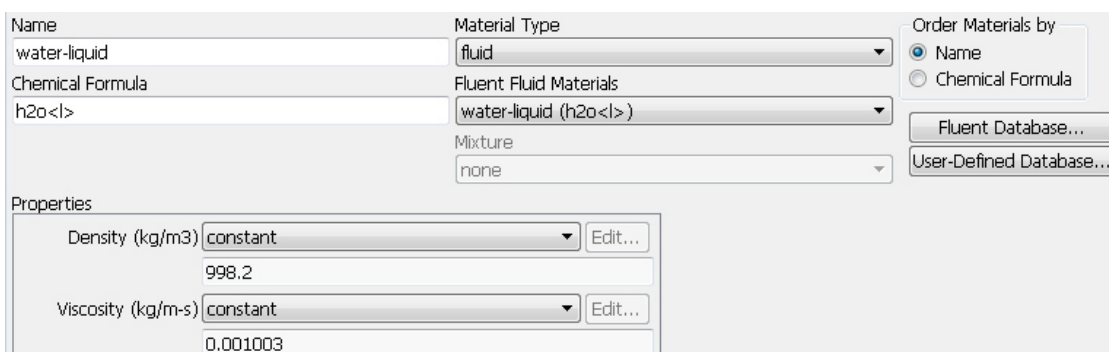 Name
Material Type
Order Materials by
water-liquid
fluid
Name
Chemical Formula
Fluent Fluid Materials
Chemical Formula
h2o<l>
water-liquid (h2o<l>)
Fluent Database...
Mixture
User-Defined Database...
none
Properties
Density (kg/m3)
constant
Edit...
998.2
Viscosity (kg/m-s)
constant
Edit...
0.001003